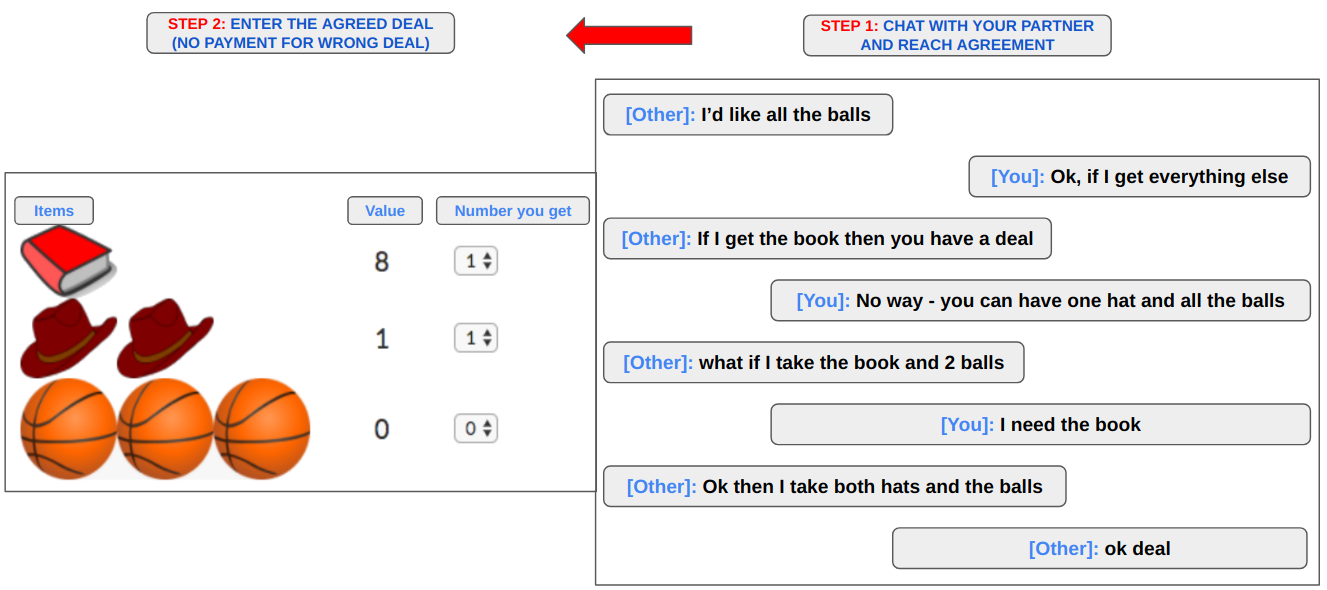 STEP 2: ENTER THE AGREED DEAL
(NO PAYMENT FOR WRONG DEAL)
STEP 1: CHAT WITH YOUR PARTNER
AND REACH AGREEMENT
Items
Value
Number you get
8
1
1
1
0
0
[Other]: I’d like all the balls
[You]: Ok, if I get everything else
[Other]: If I get the book then you have a deal
[You]: No way - you can have one hat and all the balls
[Other]: what if I take the book and 2 balls
[You]: I need the book
[Other]: Ok then I take both hats and the balls
[Other]: ok deal